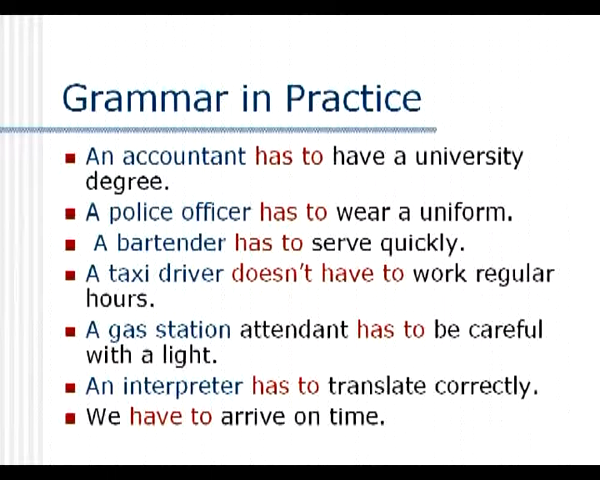 Grammar in Practice
An accountant has to have a university
degree.
A police officer has to wear a uniform.
A bartender has to serve quickly.
A taxi driver doesn't have to work regular
hours.
A gas station attendant has to be careful
with a light.
An interpreter has to translate correctly.
We have to arrive on time.